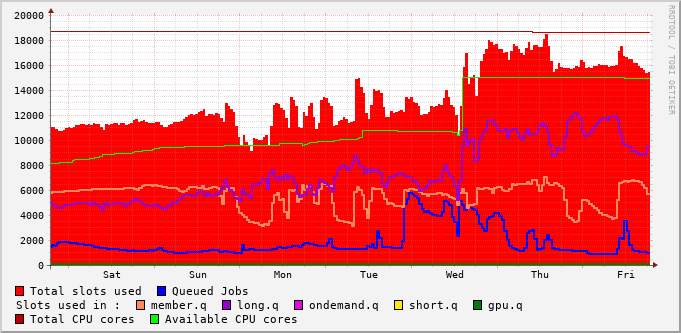 20000
18000
16000
14000
12000
10000
8000
6000
4000
2000
0
Sat Sun Mon Tue Wed Thu Fri
Total slots used Queued Jobs
Slots used in : member.q long.q ondemand.q short.q gpu.q
Total CPU cores Available CPU cores
RRDTOOL / TOBI OETIKER